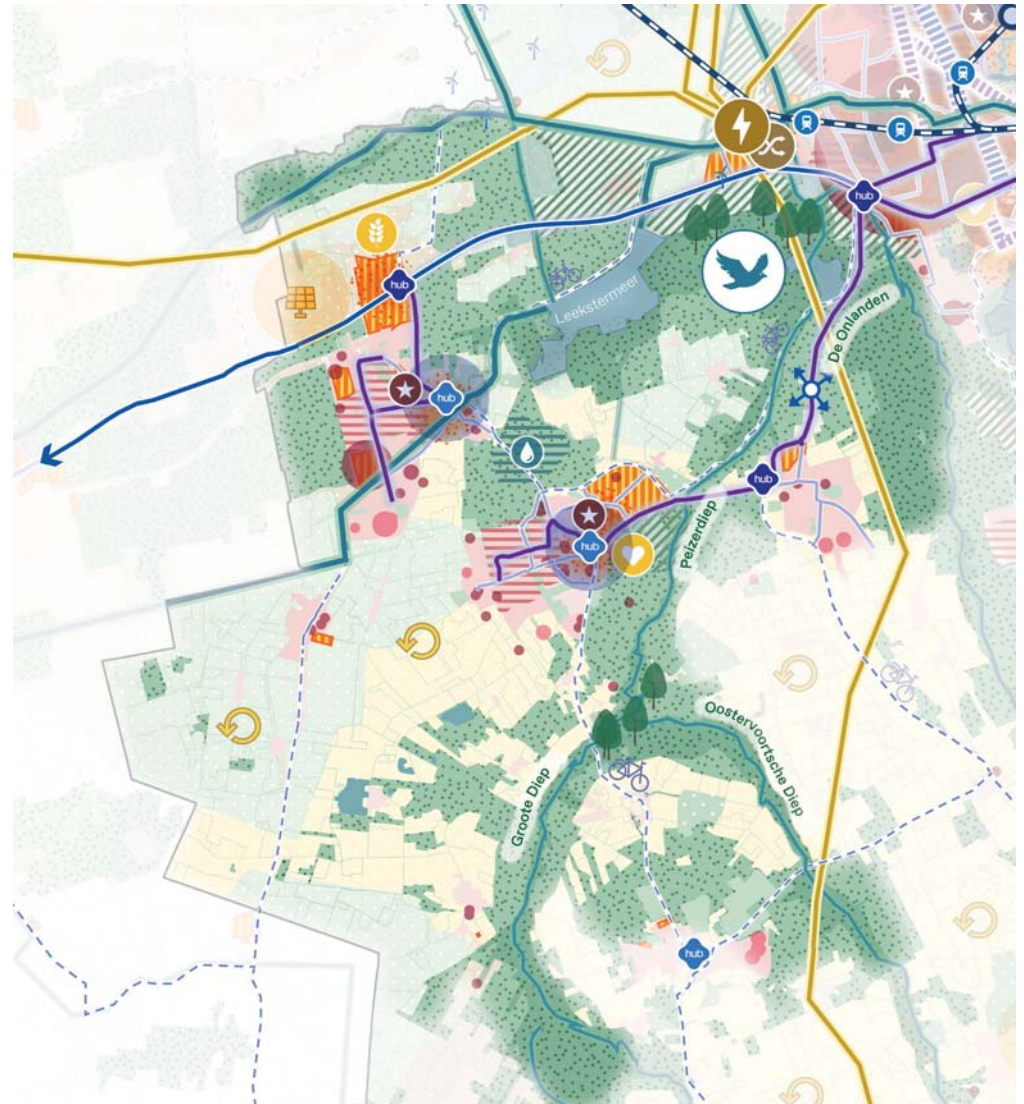 hub
hub
Leekstermeer
De Onlanden
hub
hub
Peizerdiep
hub
Oostervoortsche Diep
Groote Diep
hub